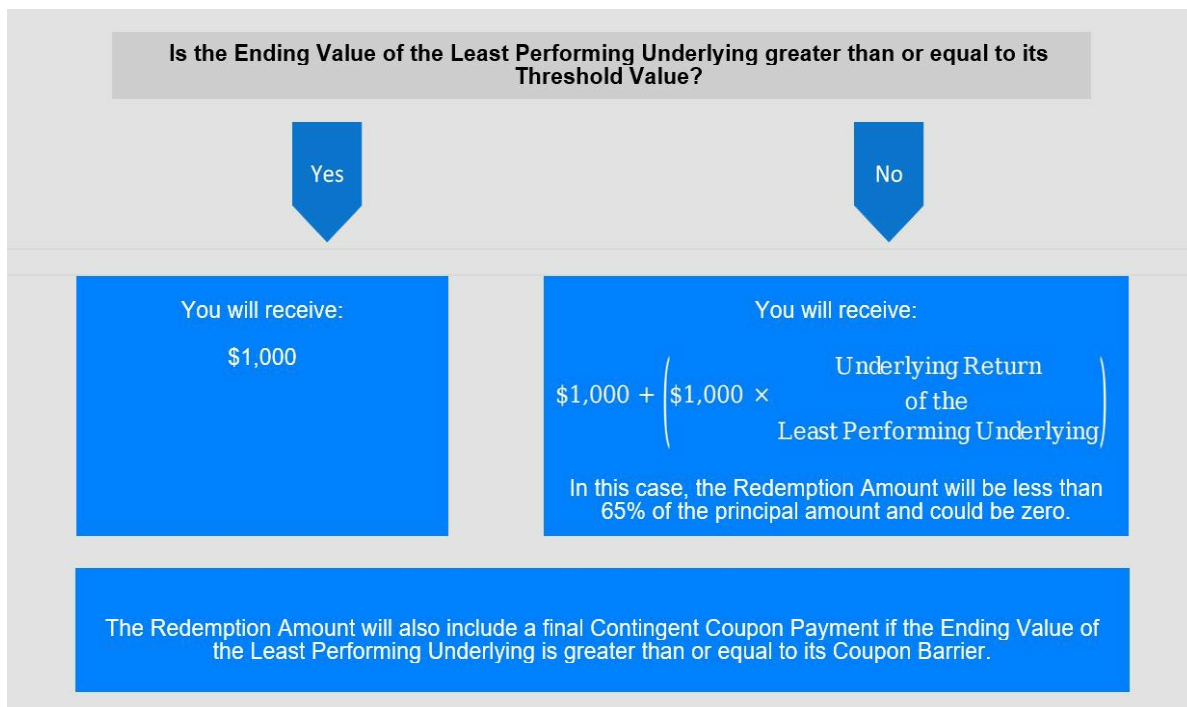 Is the Ending Value of the Least Performing Underlying greater than or equal to its
Threshold Value?
Yes
No
You will receive:
$1,000
You will receive:
$1,000 + ($1,000 × Underlying Return
of the
Least Performing Underlying)
In this case, the Redemption Amount will be less than
65% of the principal amount and could be zero.
The Redemption Amount will also include a final Contingent Coupon Payment if the Ending Value of
the Least Performing Underlying is greater than or equal to its Coupon Barrier.